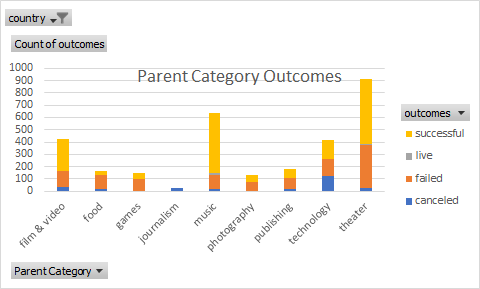 country
Count of outcomes
Parent Category Outcomes
1000
900
800
700
600
500
400
300
200
100
0
film & video
food
games
journalism
music
photography
publishing
technology
theater
outcomes
successful
live
failed
canceled
Parent Category